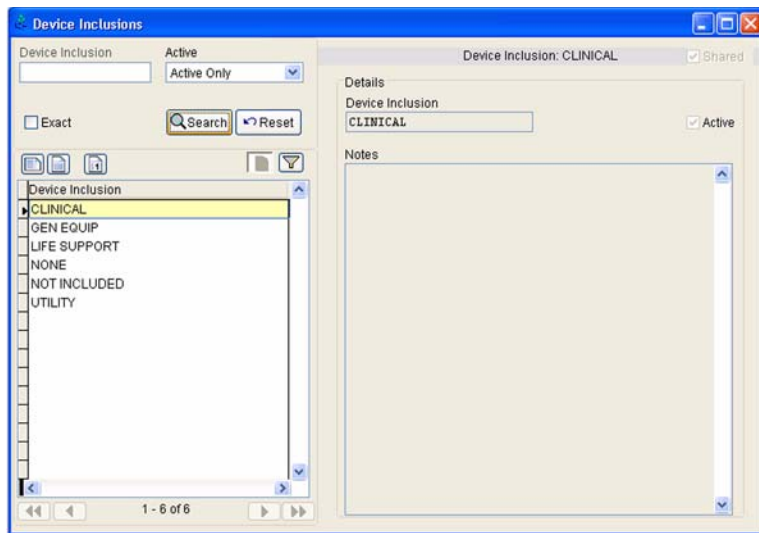 Device Inclusions
Device Inclusion Active
Active Only
Exact Search Reset
Device Inclusion
CLINICAL
GEN EQUIP
LIFE SUPPORT
NONE
NOT INCLUDED
UTILITY
1 - 6 of 6
Device Inclusion: CLINICAL Shared
Details
Device Inclusion
CLINICAL Active
Notes